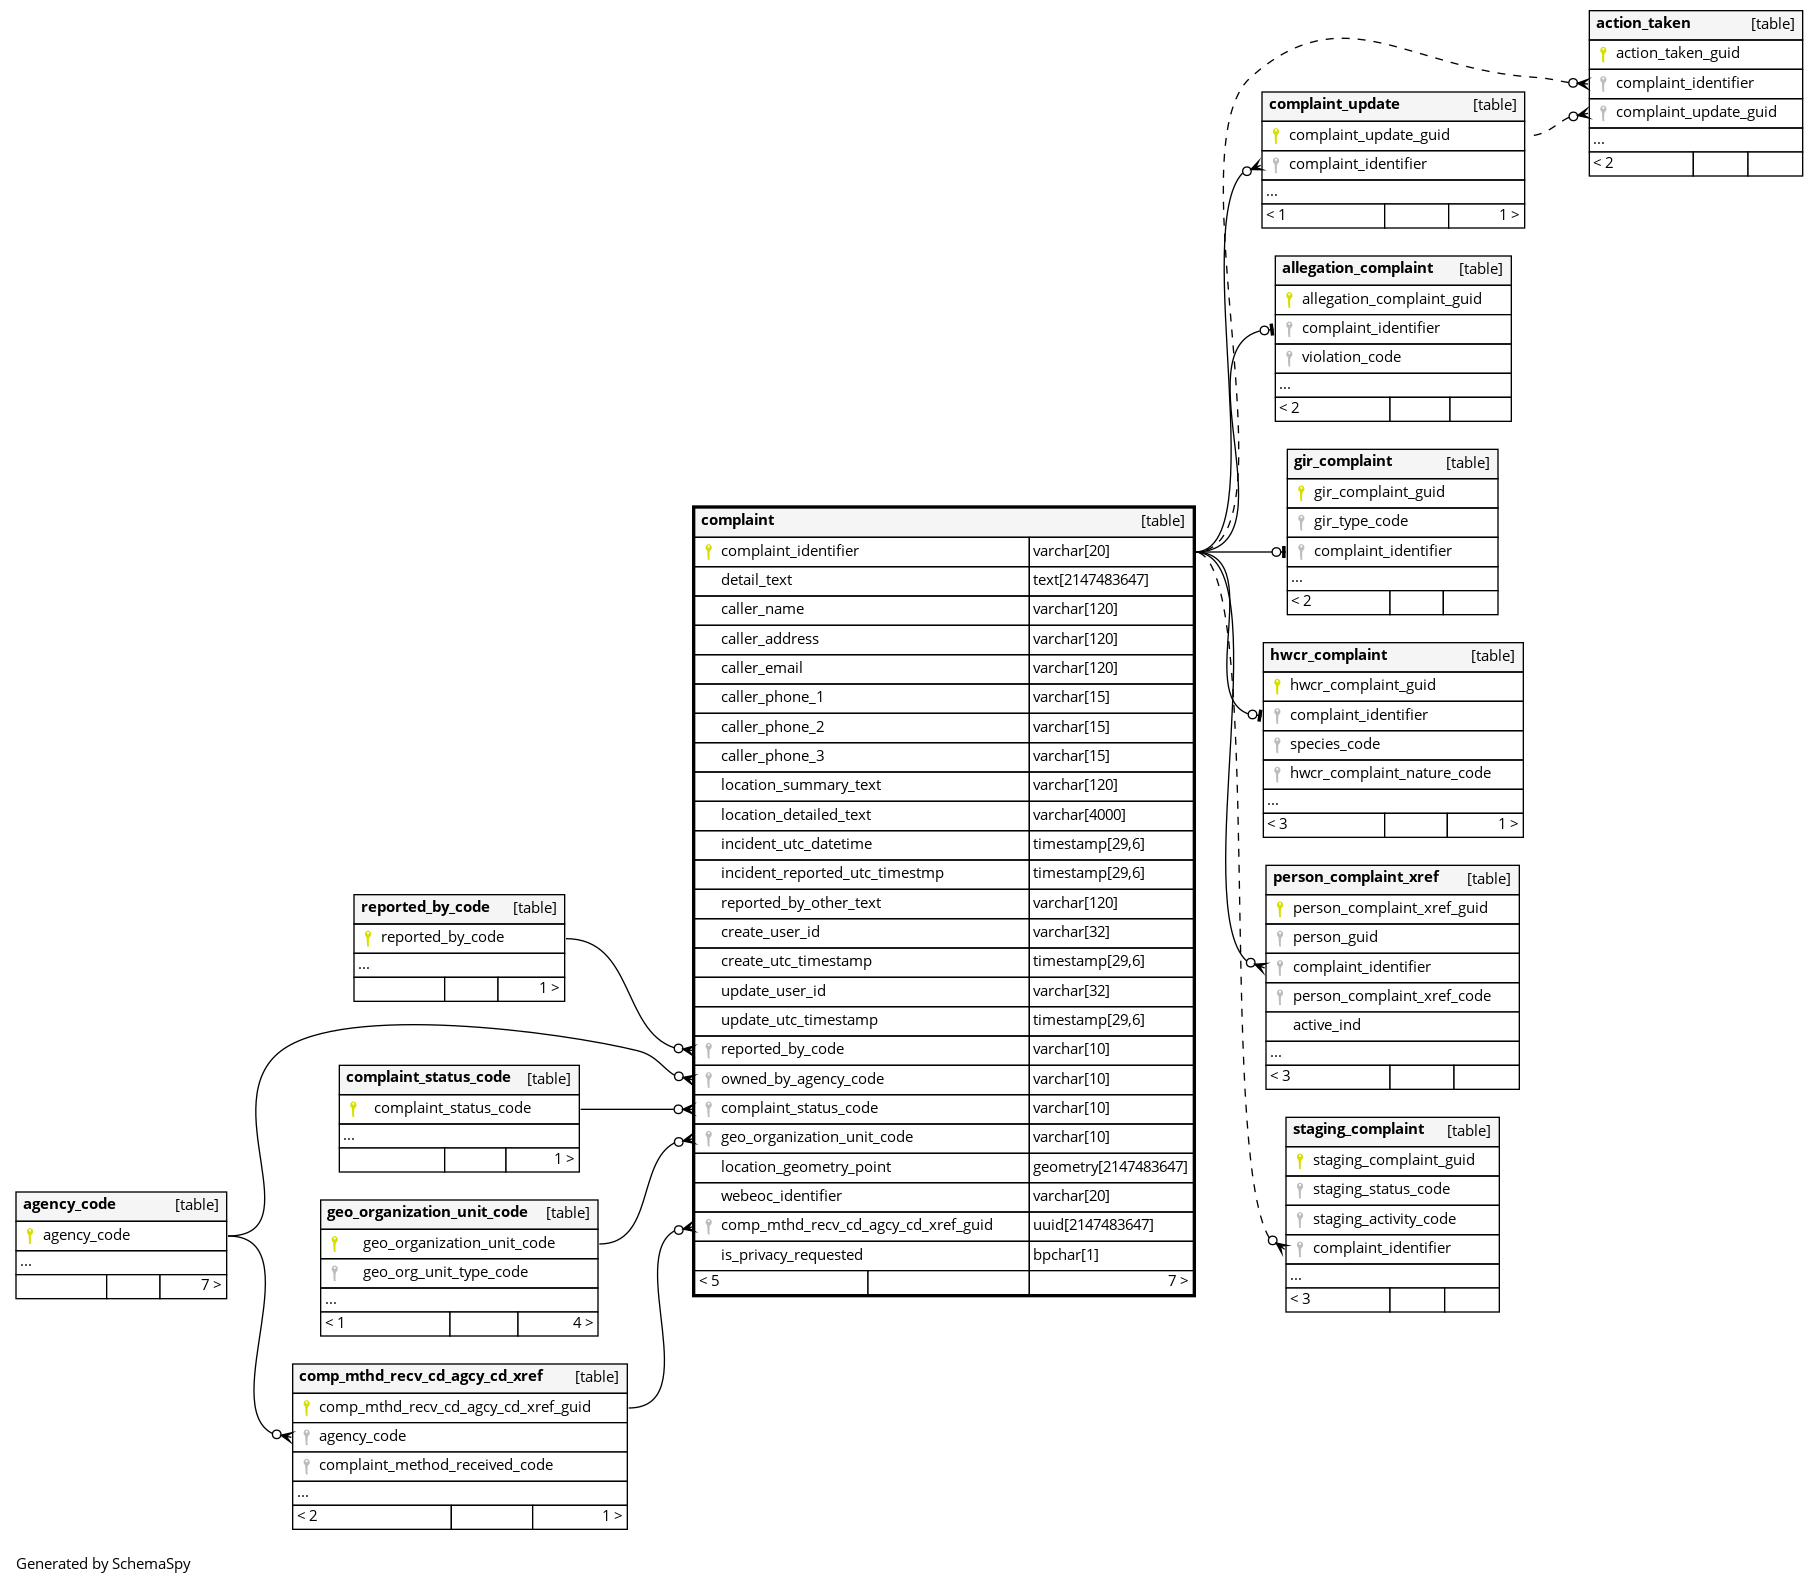 action_taken [table]
action_taken_guid
complaint_identifier
complaint_update_guid
...
< 2
complaint_update [table]
complaint_update_guid
complaint_identifier
...
< 1 1 >
allegation_complaint [table]
allegation_complaint_guid
complaint_identifier
violation_code
...
< 2
gir_complaint [table]
gir_complaint_guid
gir_type_code
complaint_identifier
...
< 2
complaint [table]
complaint_identifier varchar[20]
detail_text text[2147483647]
caller_name varchar[120]
caller_address varchar[120]
caller_email varchar[120]
caller_phone_1 varchar[15]
caller_phone_2 varchar[15]
caller_phone_3 varchar[15]
location_summary_text varchar[120]
location_detailed_text varchar[4000]
incident_utc_datetime timestamp[29,6]
incident_reported_utc_timestmp timestamp[29,6]
reported_by_other_text varchar[120]
create_user_id varchar[32]
create_utc_timestamp timestamp[29,6]
update_user_id varchar[32]
update_utc_timestamp timestamp[29,6]
reported_by_code varchar[10]
owned_by_agency_code varchar[10]
complaint_status_code varchar[10]
geo_organization_unit_code varchar[10]
location_geometry_point geometry[2147483647]
webeoc_identifier varchar[20]
comp_mthd_recv_cd_agcy_cd_xref_guid uuid[2147483647]
is_privacy_requested bpchar[1]
< 5 7 >
hwcr_complaint [table]
hwcr_complaint_guid
complaint_identifier
species_code
hwcr_complaint_nature_code
...
< 3 1 >
person_complaint_xref [table]
person_complaint_xref_guid
person_guid
complaint_identifier
person_complaint_xref_code
active_ind
...
< 3
staging_complaint [table]
staging_complaint_guid
staging_status_code
staging_activity_code
complaint_identifier
...
< 3
reported_by_code [table]
reported_by_code
...
1 >
complaint_status_code [table]
complaint_status_code
...
1 >
agency_code [table]
agency_code
...
7 >
geo_organization_unit_code [table]
geo_organization_unit_code
geo_org_unit_type_code
...
< 1 4 >
comp_mthd_recv_cd_agcy_cd_xref [table]
comp_mthd_recv_cd_agcy_cd_xref_guid
agency_code
complaint_method_received_code
...
< 2 1 >
Generated by SchemaSpy